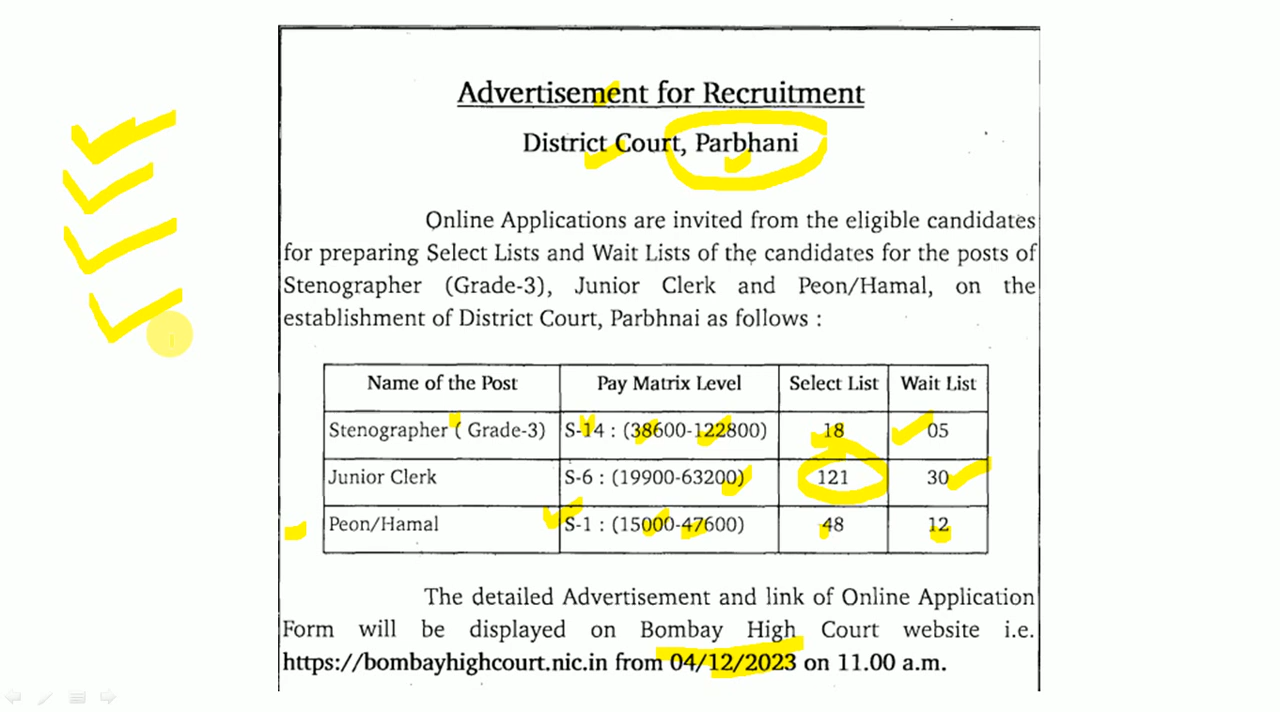 Advertisement for Recruitment
District Court, Parbhani
Online Applications are invited from the eligible candidates
for preparing Select Lists and Wait Lists of the candidates for the posts of
Stenographer (Grade-3), Junior Clerk and Peon/Hamal, on the
establishment of District Court, Parbhnai as follows :
Name of the Post Pay Matrix Level Select List Wait List
Stenographer ( Grade-3) S-14 : (38600-122800) 18 05
Junior Clerk S-6 : (19900-63200) 121 30
Peon/Hamal S-1 : (15000-47600) 48 12
The detailed Advertisement and link of Online Application
Form will be displayed on Bombay High Court website i.e.
https://bombayhighcourt.nic.in from 04/12/2023 on 11.00 a.m.